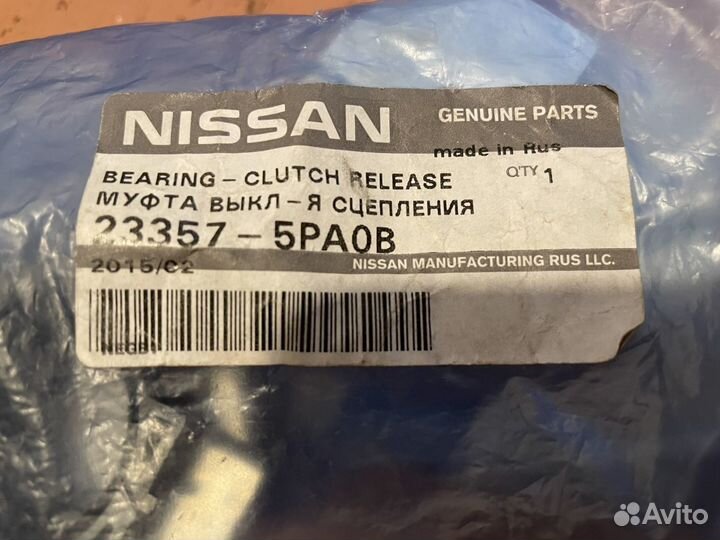 NISSAN
GENUINE PARTS
made in Rus
BEARING - CLUTCH RELEASE
QTY 1
МУФТА ВЫКЛ-Я СЦЕПЛЕНИЯ
23357-5PA0B
2015/02
NISSAN MANUFACTURING RUS LLC.
Avito